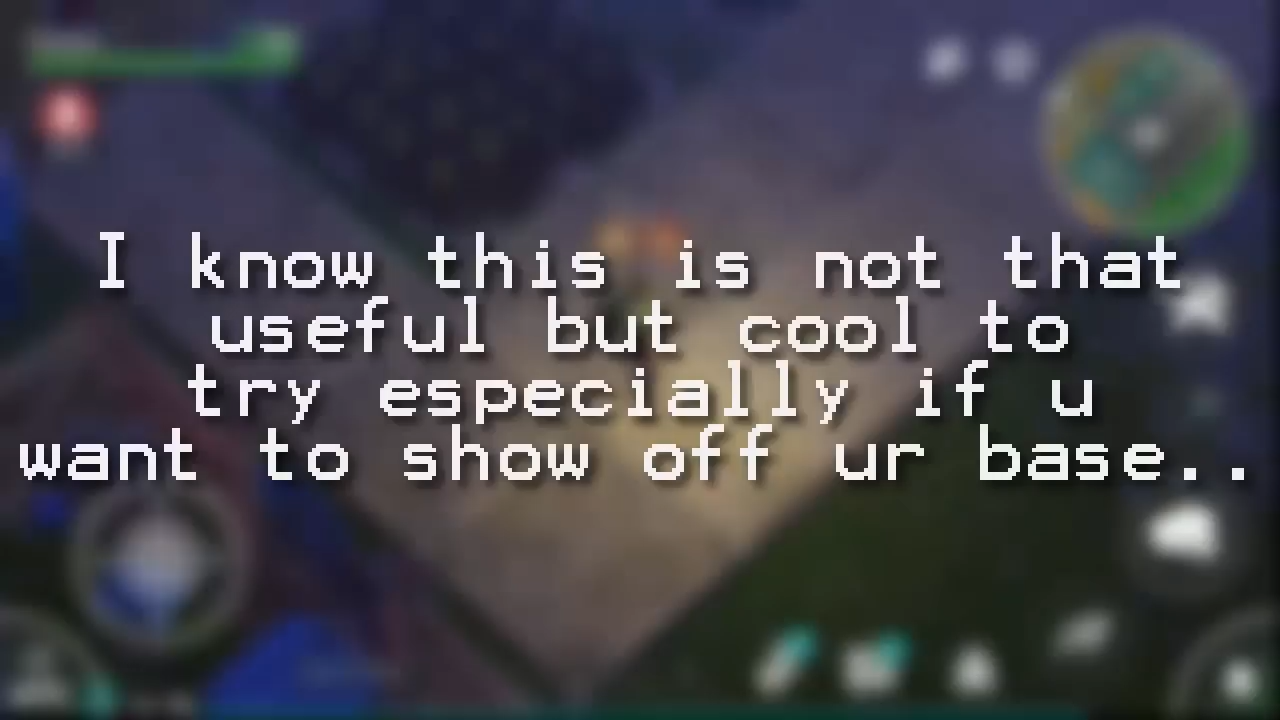 I know this is not that
useful but cool to
try especially if u
want to show off ur base..